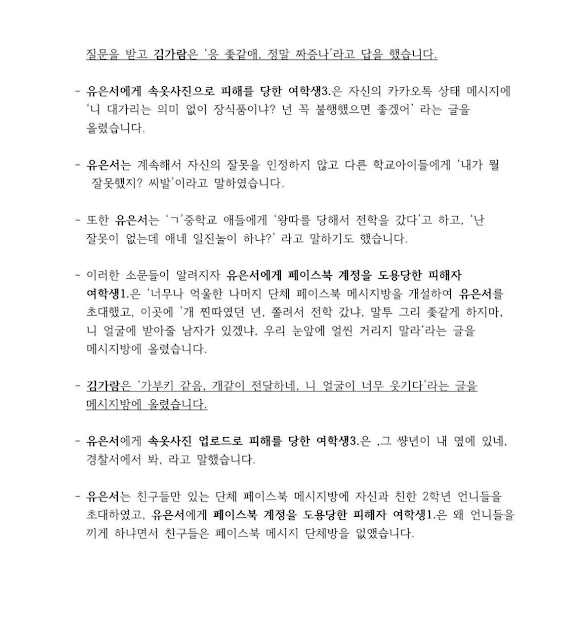 질문을 받고 김가람은 '응 좇같애, 정말 짜증나'라고 답을 했습니다.
- 유은서에게 속옷사진으로 피해를 당한 여학생3.은 자신의 카카오톡 상태 메시지에
'니 대가리는 의미 없이 장식품이냐? 넌 꼭 불행했으면 좋겠어' 라는 글을
올렸습니다.
- 유은서는 계속해서 자신의 잘못을 인정하지 않고 다른 학교아이들에게 '내가 뭘
잘못했지? 씨발'이라고 말하였습니다.
- 또한 유은서는 'ㄱ'중학교 애들에게 '왕따를 당해서 전학을 갔다'고 하고, '난
잘못이 없는데 애네 일진놀이 하냐?' 라고 말하기도 했습니다.
- 이러한 소문들이 알려지자 유은서에게 페이스북 계정을 도용당한 피해자
여학생1.은 '너무나 억울한 나머지 단체 페이스북 메시지방을 개설하여 유은서를
초대했고, 이곳에 '개 찐따였던 년, 쫄려서 전학 갔냐, 말투 그리 좇같게 하지마,
니 얼굴에 받아줄 남자가 있겠냐, 우리 눈앞에 얼씬 거리지 말라'라는 글을
메시지방에 올렸습니다.
- 김가람은 '가부키 같음, 개같이 전달하네, 니 얼굴이 너무 웃기다'라는 글을
메시지방에 올렸습니다.
- 유은서에게 속옷사진 업로드로 피해를 당한 여학생3.은 ,그 썅년이 내 옆에 있네,
경찰서에서 봐, 라고 말했습니다.
- 유은서는 친구들만 있는 단체 페이스북 메시지방에 자신과 친한 2학년 언니들을
초대하였고, 유은서에게 페이스북 계정을 도용당한 피해자 여학생1.은 왜 언니들을
끼게 하냐면서 친구들은 페이스북 메시지 단체방을 없앴습니다.